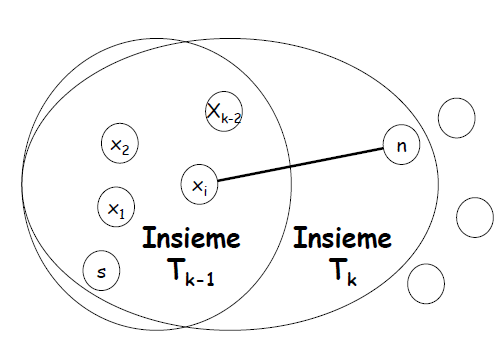 X_{k-2}
x_2
n
x_i
x_1
Insieme
T_{k-1}
Insieme
T_k
s